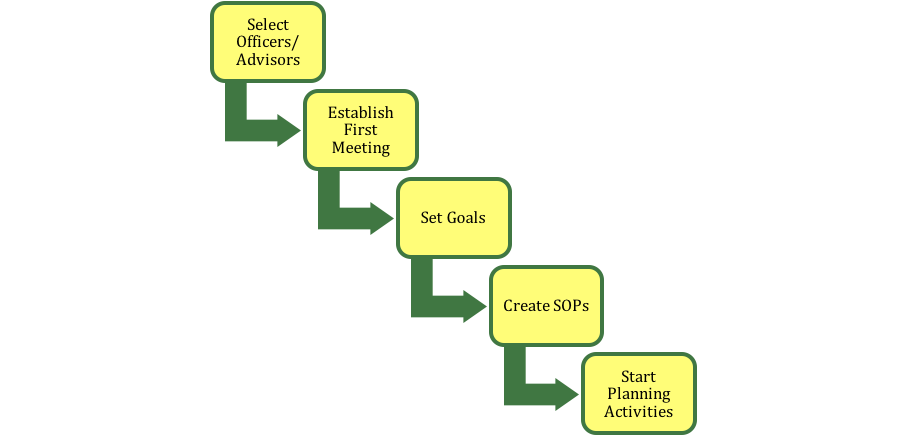 Select
Officers/
Advisors
Establish
First
Meeting
Set Goals
Create SOPs
Start
Planning
Activities